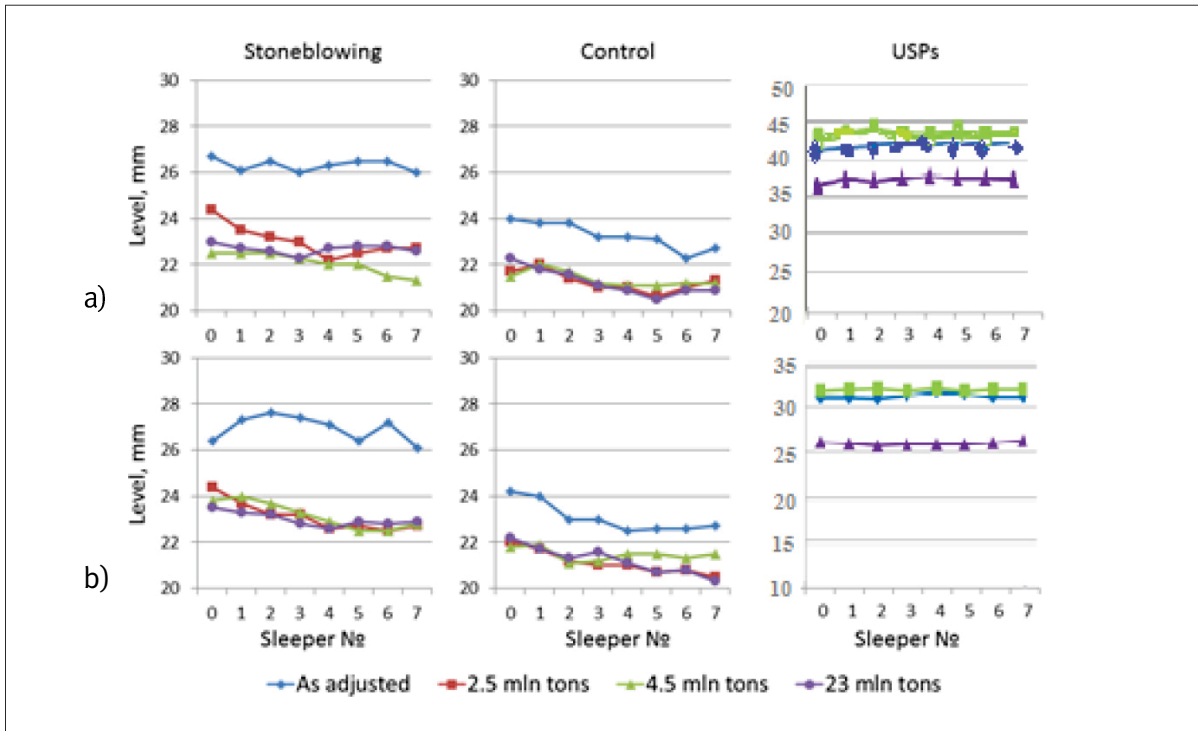 Stoneblowing Control USPs
a)
Level, mm
30
28
26
24
22
20
0 1 2 3 4 5 6 7
30
28
26
24
22
20
0 1 2 3 4 5 6 7
50
45
40
35
30
25
20
0 1 2 3 4 5 6 7
b)
Level, mm
30
28
26
24
22
20
0 1 2 3 4 5 6 7
Sleeper №
30
28
26
24
22
20
0 1 2 3 4 5 6 7
Sleeper №
35
30
25
20
15
10
0 1 2 3 4 5 6 7
Sleeper №
As adjusted 2.5 mln tons 4.5 mln tons 23 mln tons